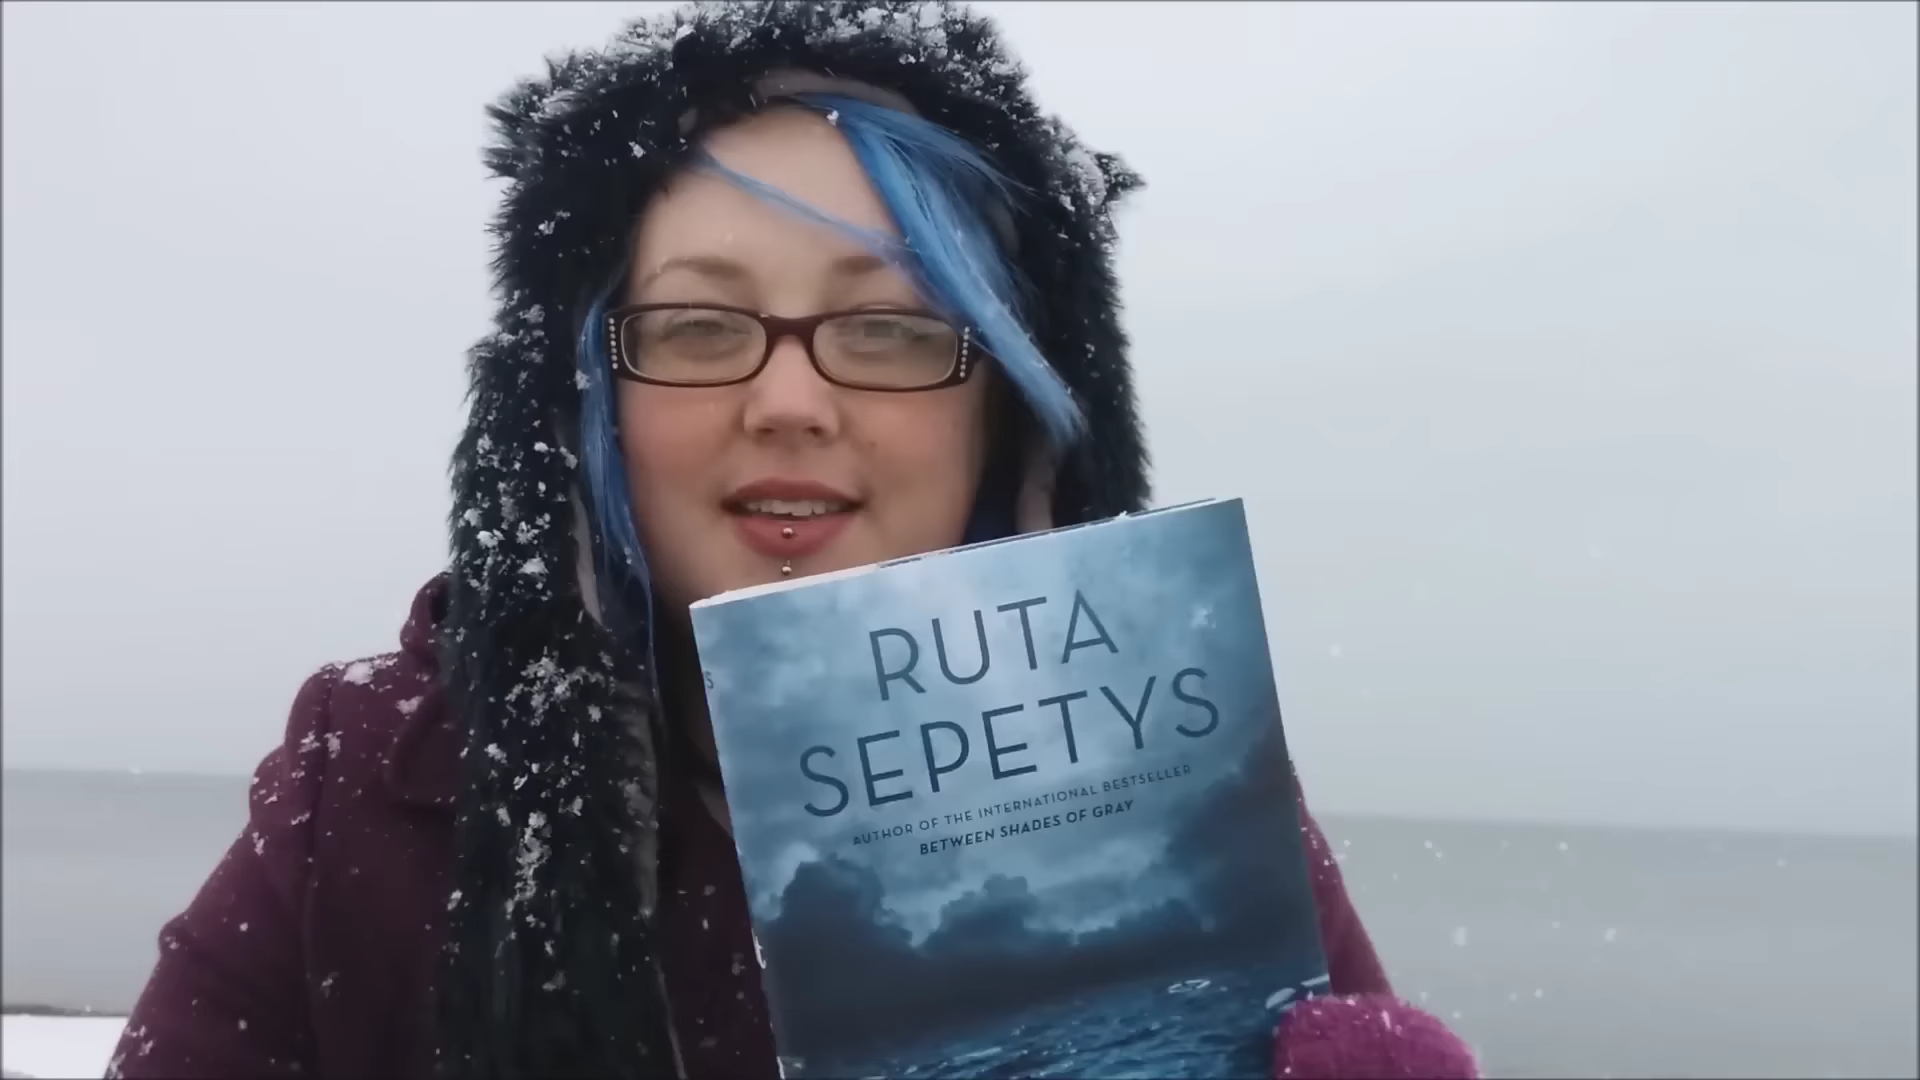 RUTA
SEPETYS
AUTHOR OF THE INTERNATIONAL BESTSELLER
BETWEEN SHADES OF GRAY